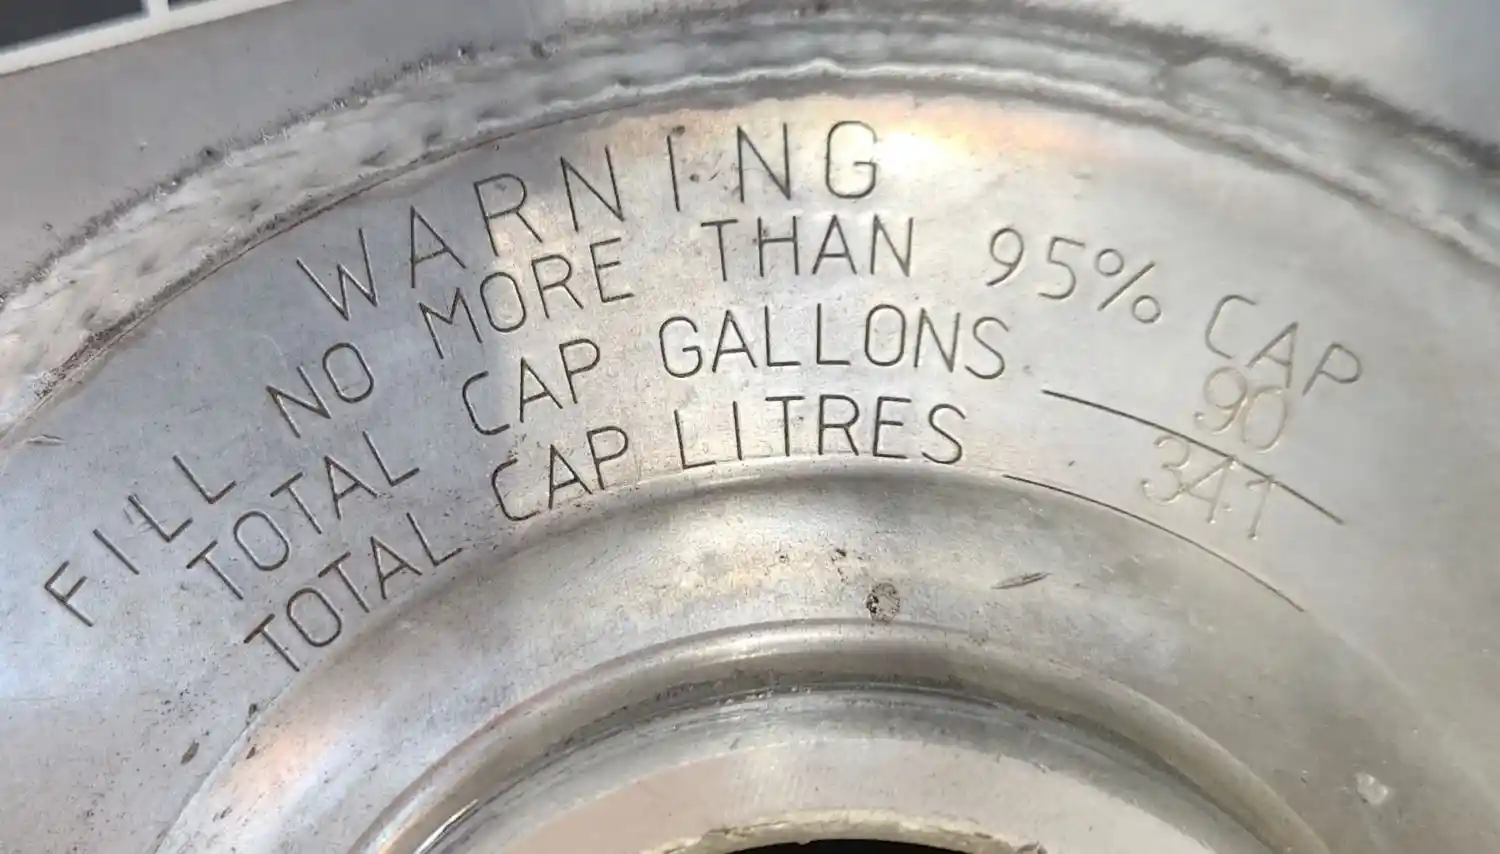 WARNING
FILL NO MORE THAN 95% CAP
TOTAL CAP GALLONS 90
TOTAL CAP LITRES 341